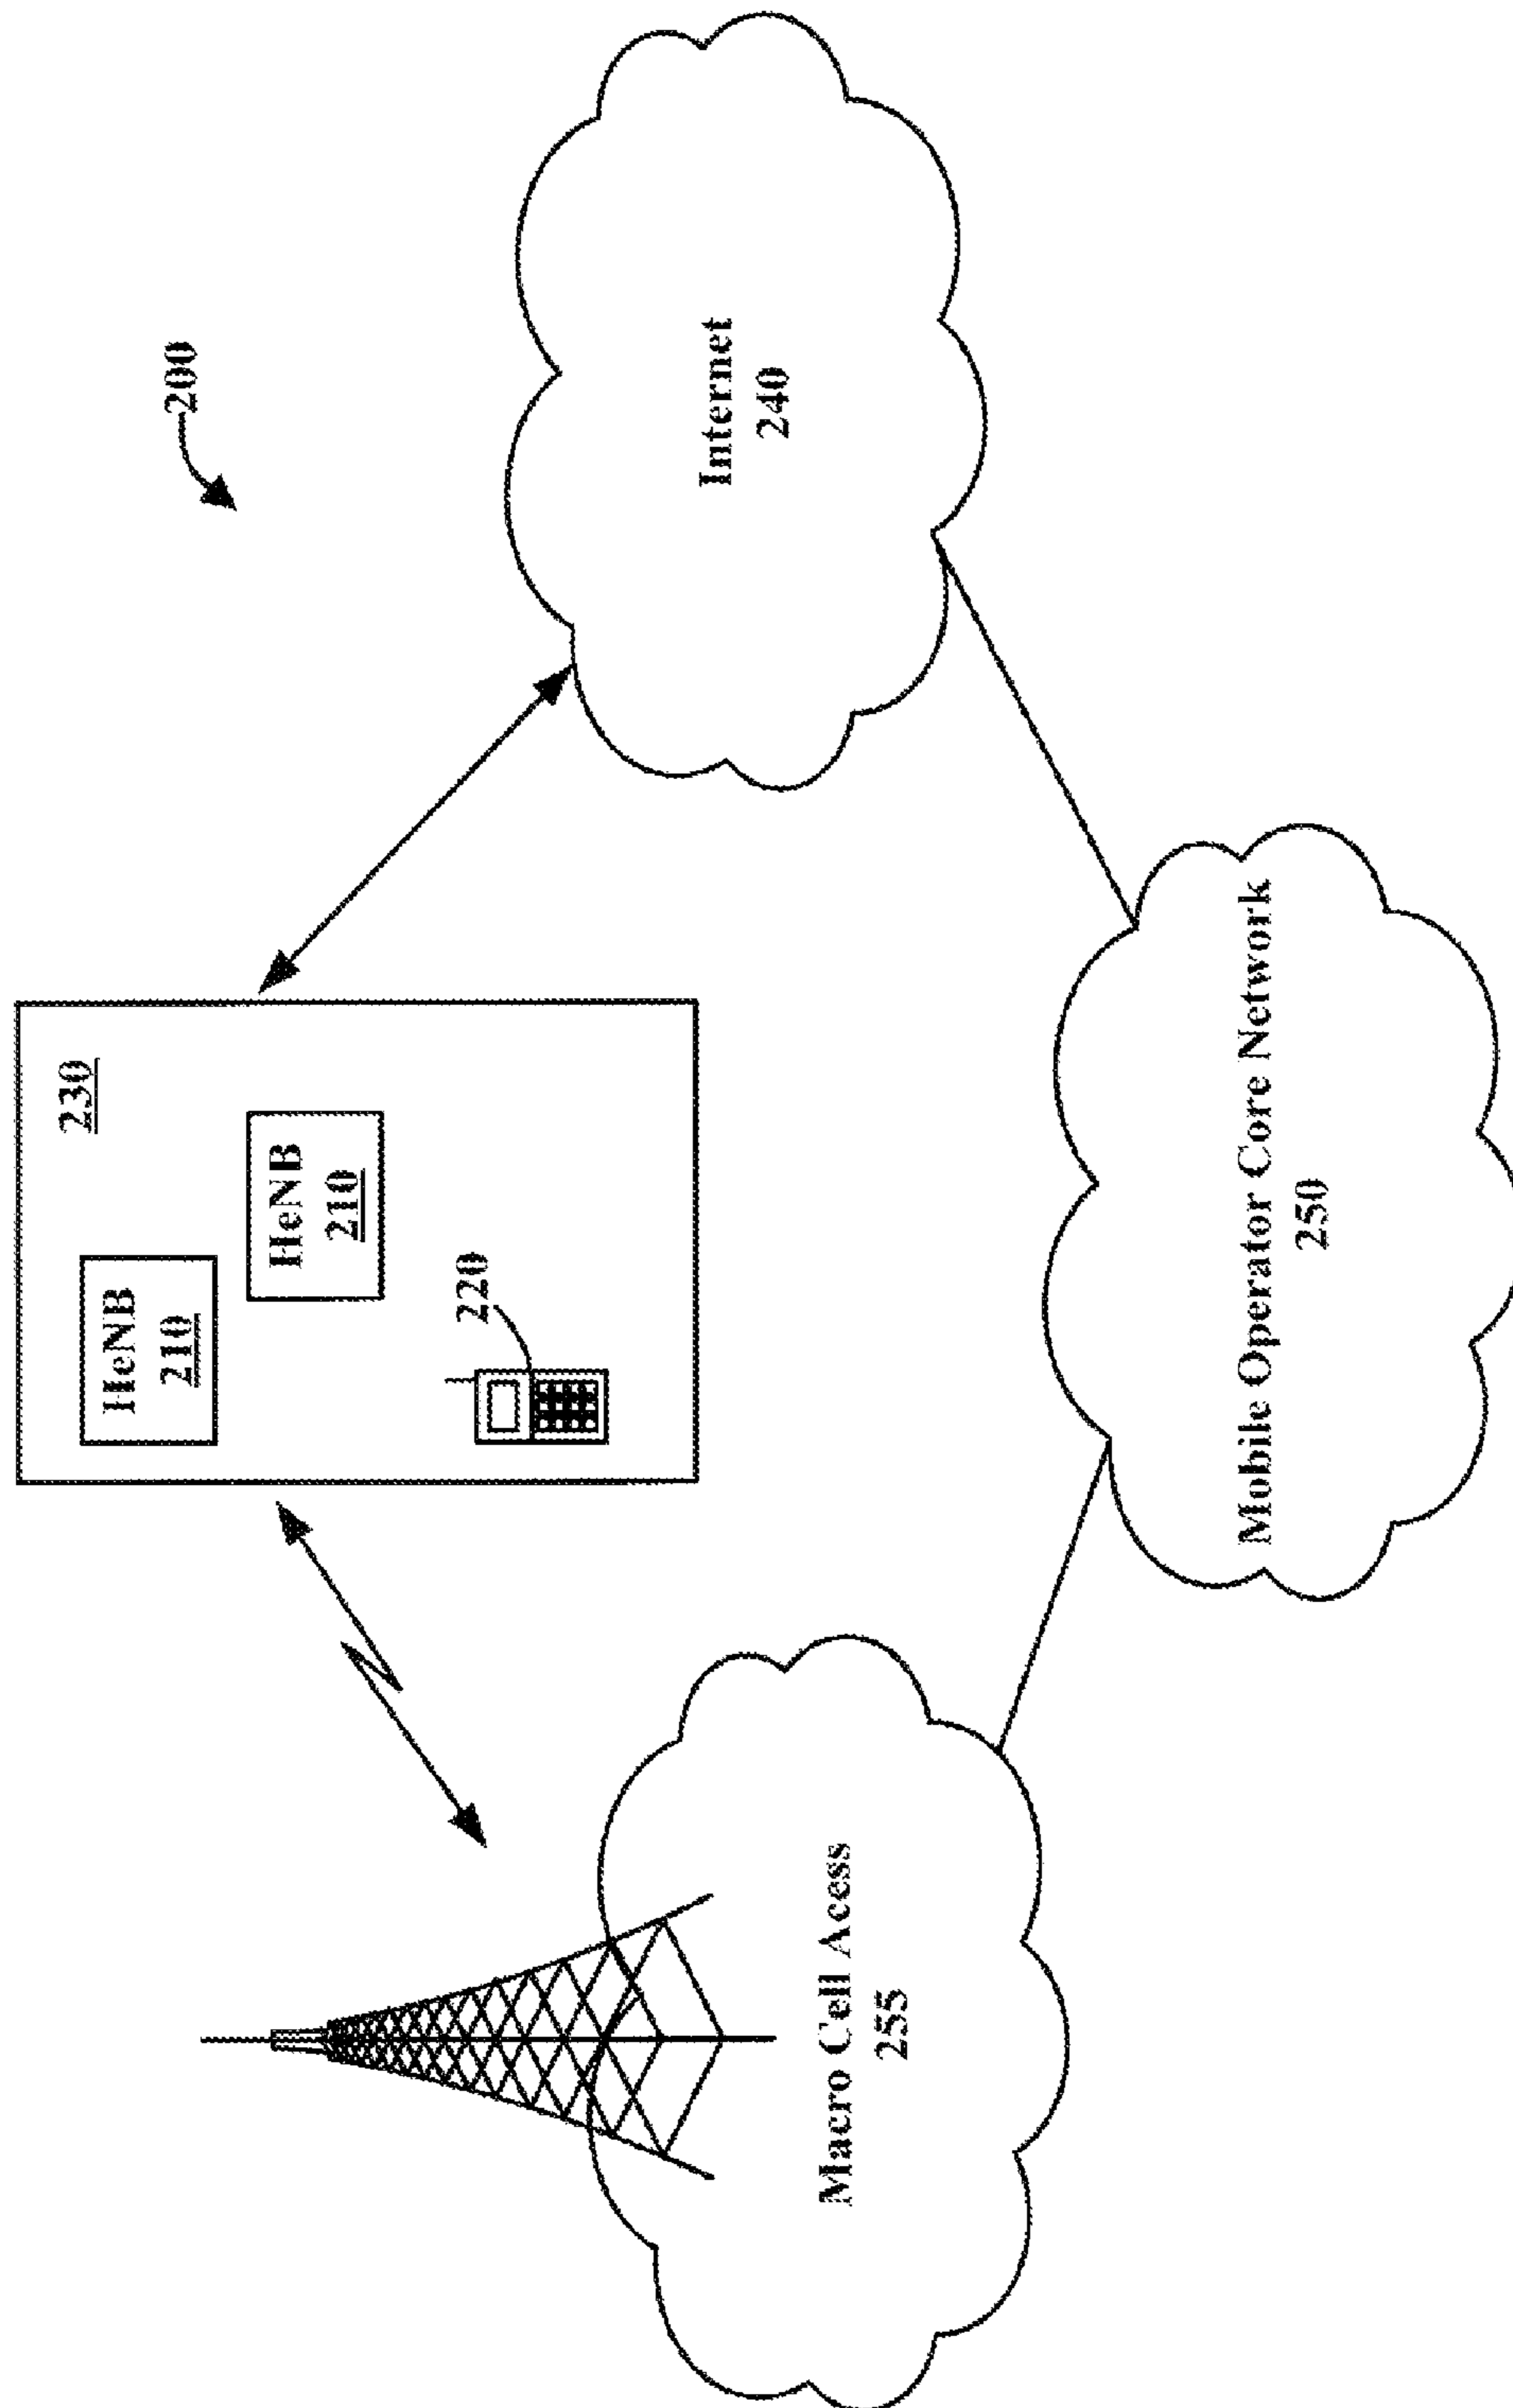 200
230
HeNB
210
HeNB
210
220
Internet
240
Macro Cell Acess
255
Mobile Operator Core Network
250